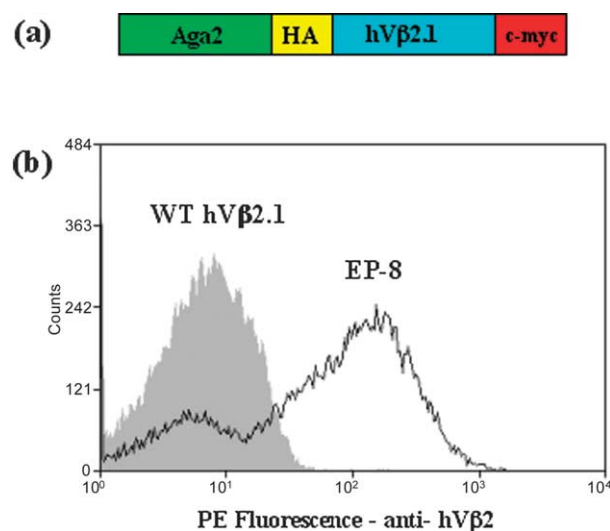 (a)
Aga2 HA hVβ2.1 c-myc
(b)
484
363
242
121
0
Counts
WT hVβ2.1
EP-8
10⁰ 10¹ 10² 10³ 10⁴
PE Fluorescence - anti- hVβ2